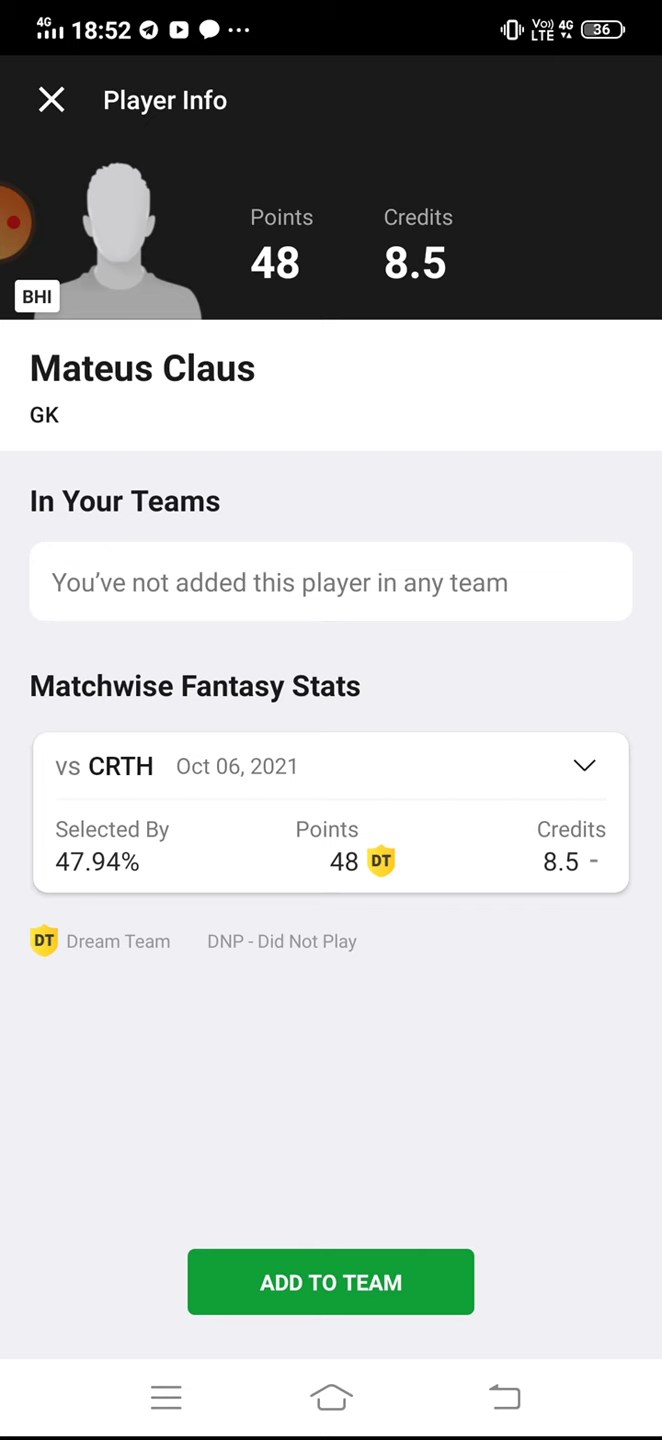 4G 18:52 ••• Vo)) LTE 4G 36
Player Info
Points Credits
48 8.5
BHI
Mateus Claus
GK
In Your Teams
You’ve not added this player in any team
Matchwise Fantasy Stats
vs CRTH Oct 06, 2021
Selected By Points Credits
47.94% 48 DT 8.5 -
DT Dream Team DNP - Did Not Play
ADD TO TEAM